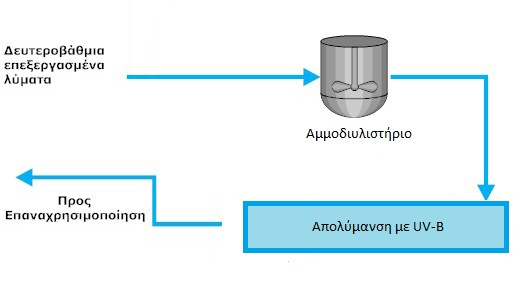 Δευτεροβάθμια
επεξεργασμένα
λύματα
Αμμοδιυλιστήριο
Προς
Επαναχρησιμοποίηση
Απολύμανση με UV-B